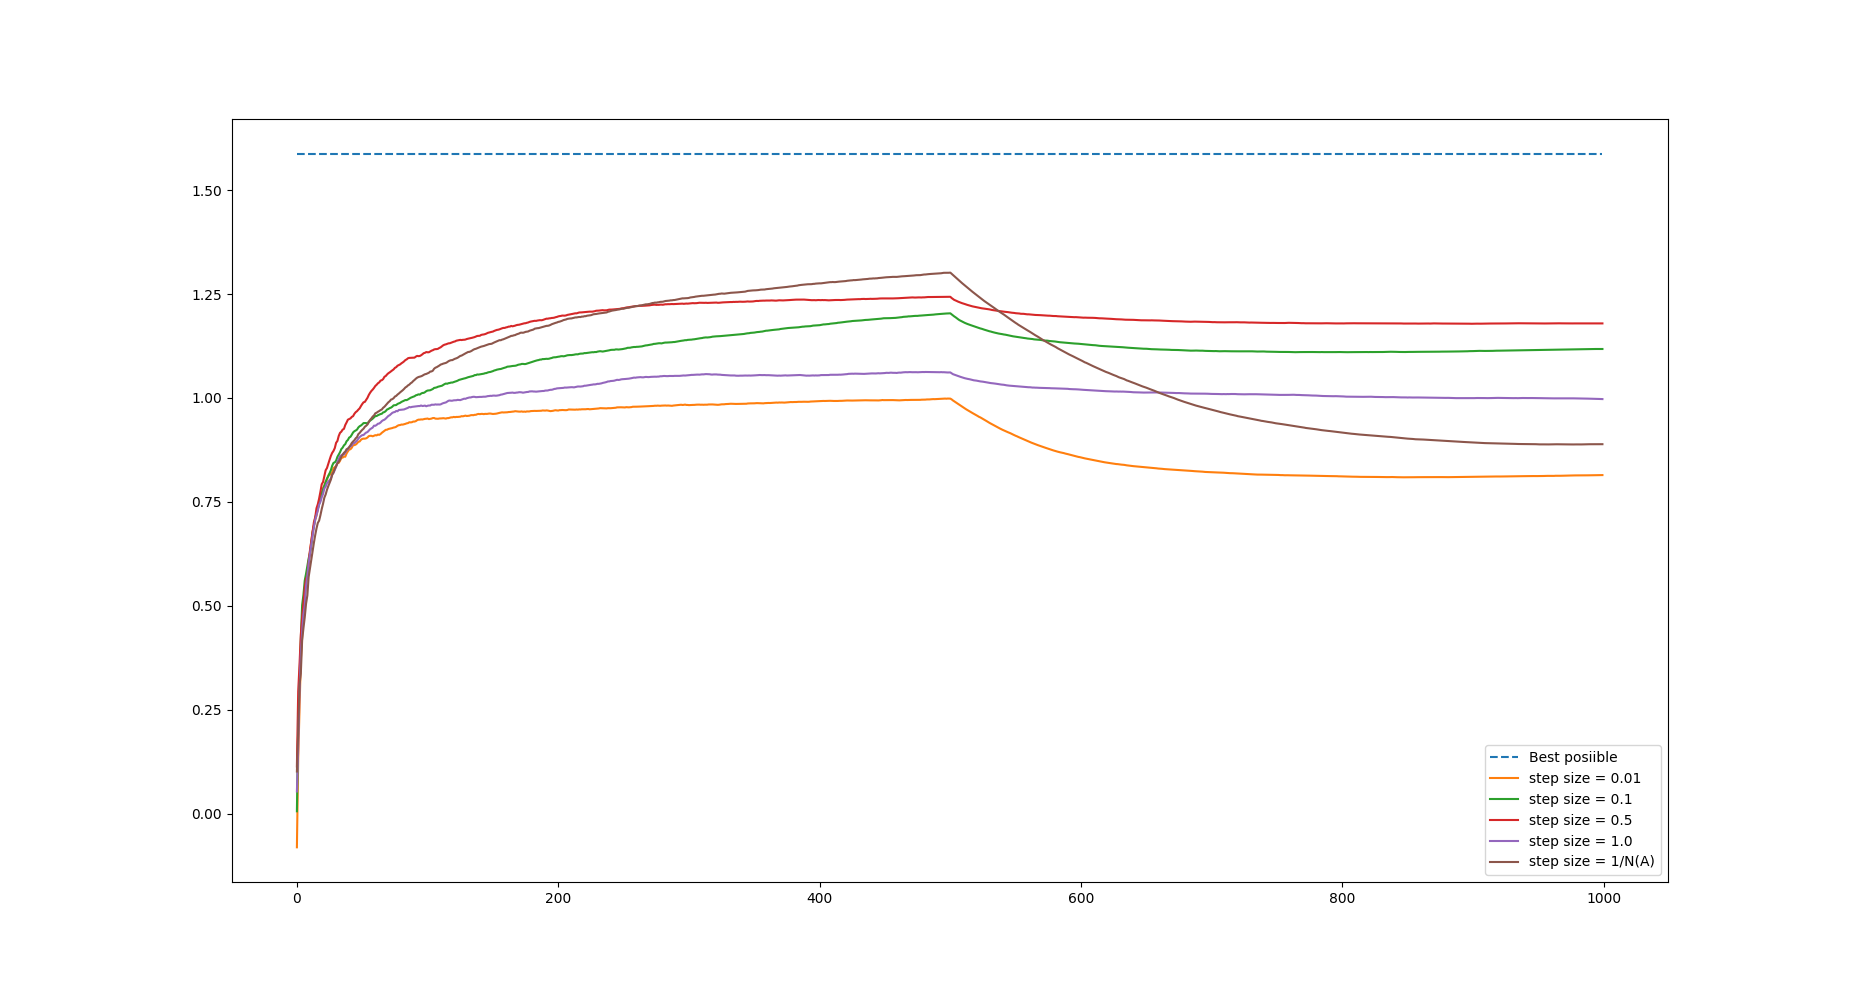 1.50
1.25
1.00
0.75
0.50
0.25
0.00
0 200 400 600 800 1000
Best posiible
step size = 0.01
step size = 0.1
step size = 0.5
step size = 1.0
step size = 1/N(A)